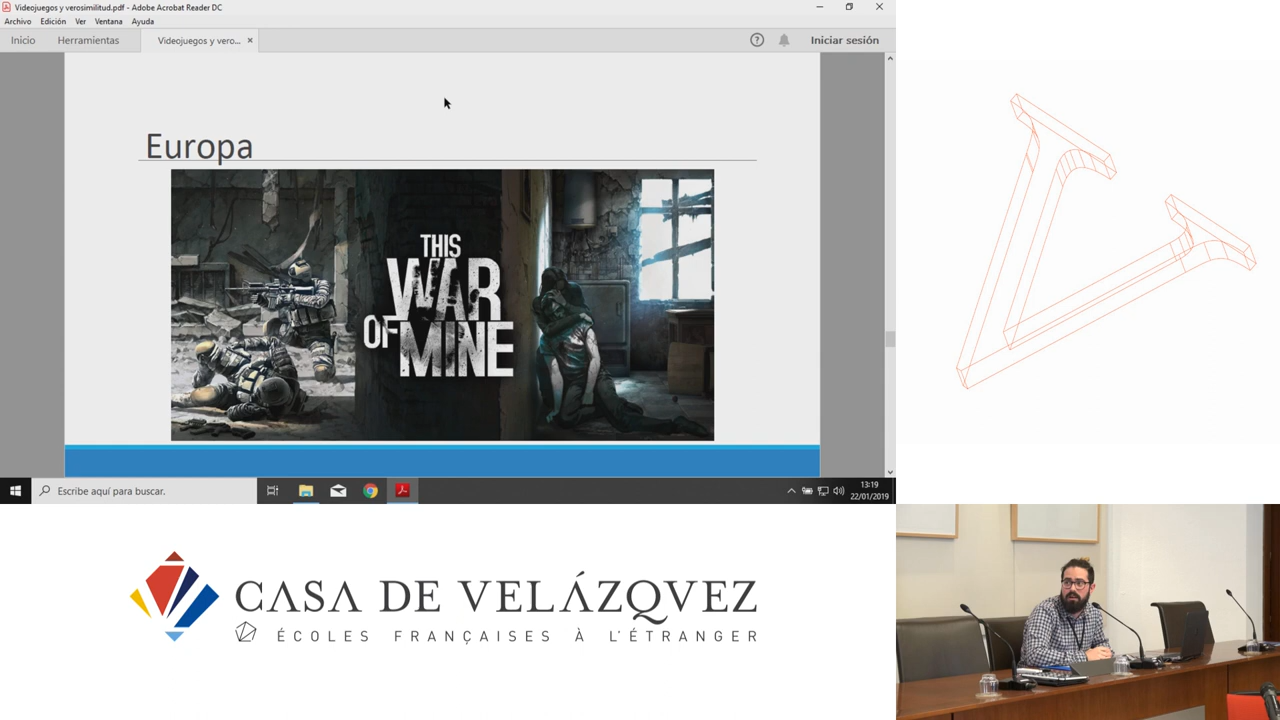 Videojuegos y verosimilitud.pdf - Adobe Acrobat Reader DC
Archivo Edición Ver Ventana Ayuda
Inicio Herramientas Videojuegos y vero... × Iniciar sesión
Europa
THIS
WAR
OF MINE
Escribe aquí para buscar.
13:19
22/01/2019
CASA DE VELÁZQVEZ
ÉCOLES FRANÇAISES À L'ÉTRANGER